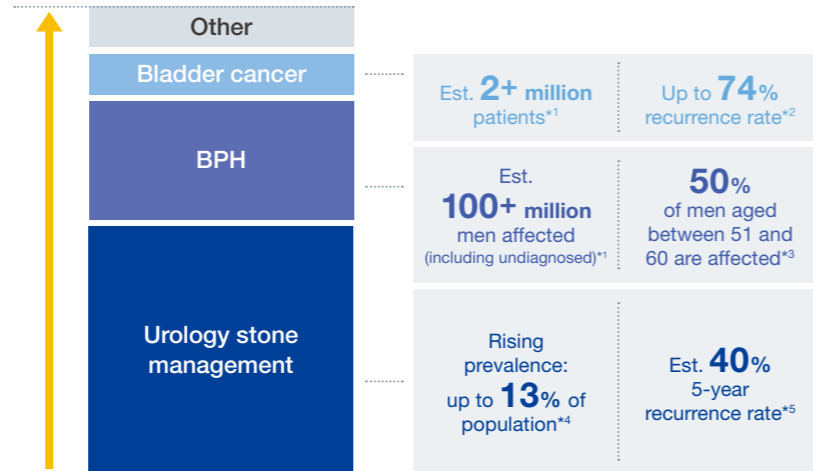 Other
Bladder cancer
Est. 2+ million
patients*1
Up to 74%
recurrence rate*2
BPH
Est.
100+ million
men affected
(including undiagnosed)*1
50%
of men aged
between 51 and
60 are affected*3
Urology stone
management
Rising
prevalence:
up to 13% of
population*4
Est. 40%
5-year
recurrence rate*5